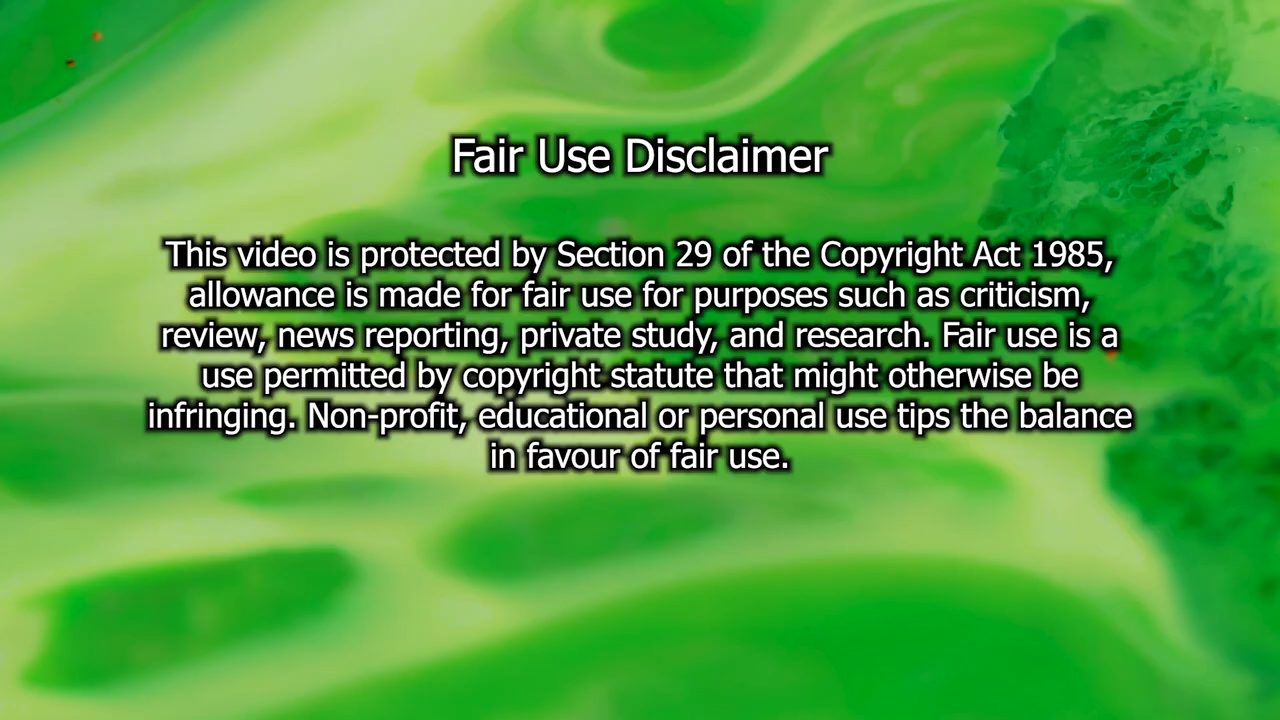 Fair Use Disclaimer
This video is protected by Section 29 of the Copyright Act 1985,
allowance is made for fair use for purposes such as criticism,
review, news reporting, private study, and research. Fair use is a
use permitted by copyright statute that might otherwise be
infringing. Non-profit, educational or personal use tips the balance
in favour of fair use.